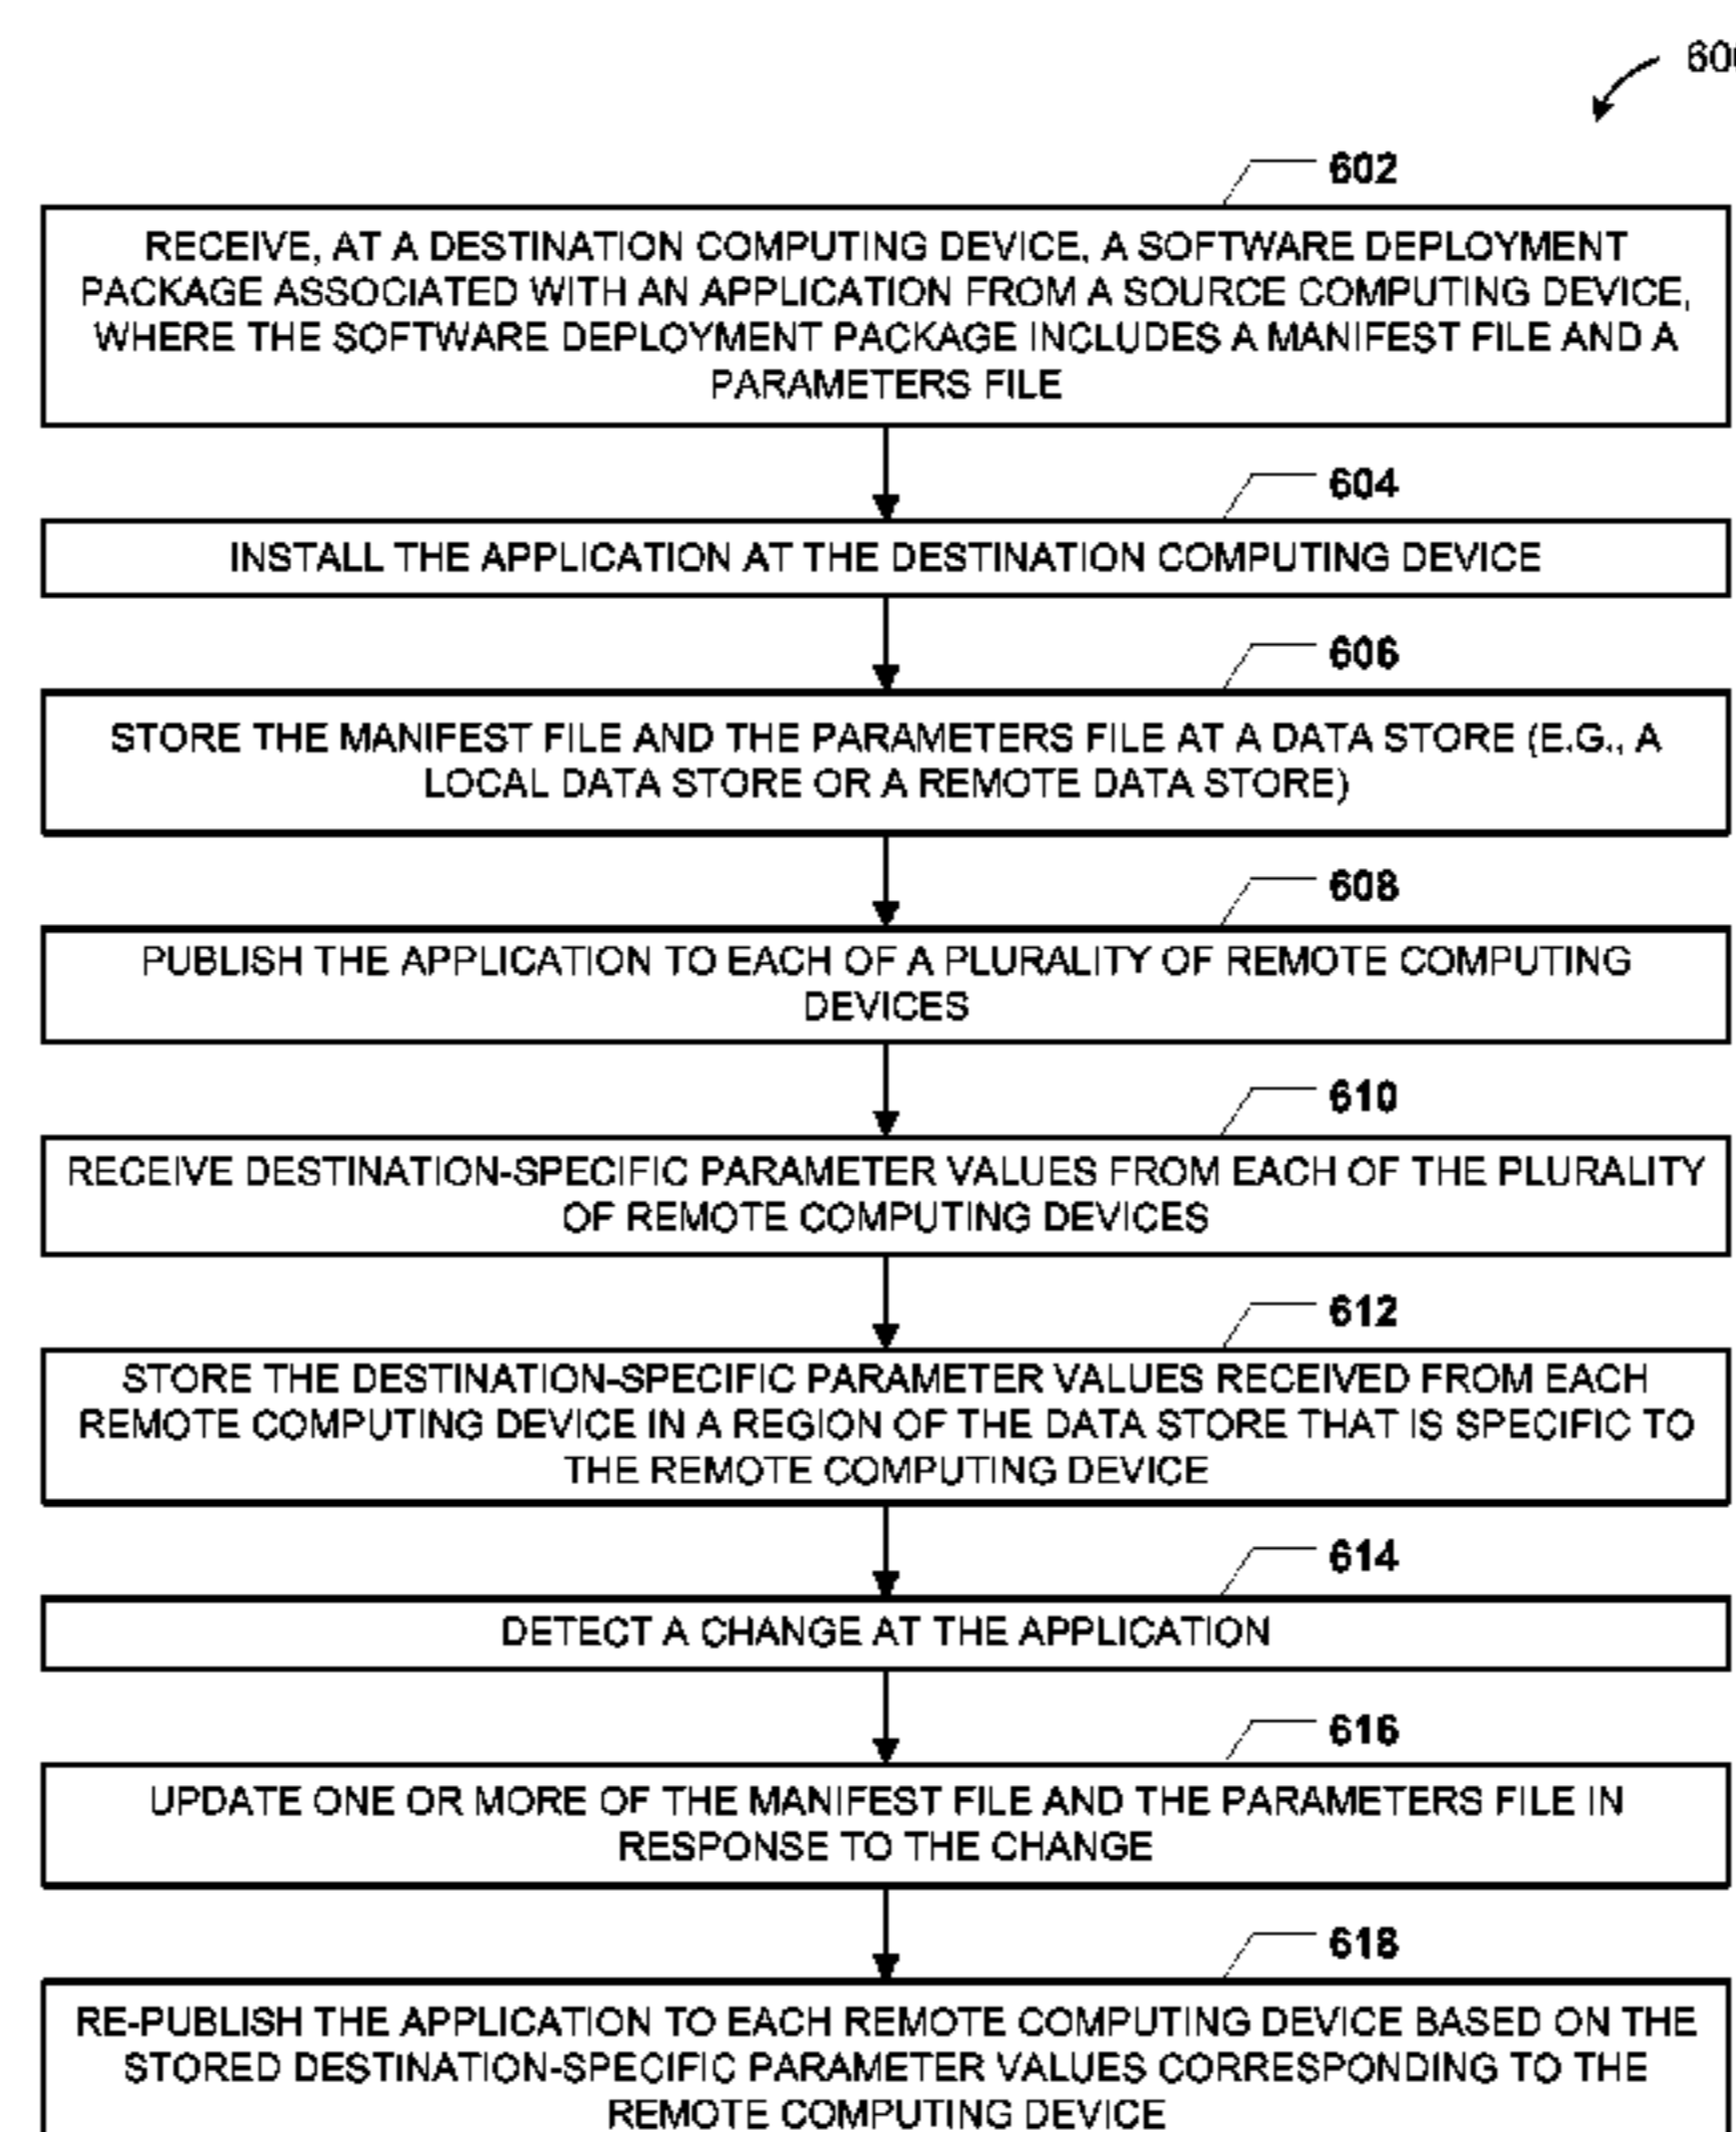 602
RECEIVE, AT A DESTINATION COMPUTING DEVICE, A SOFTWARE DEPLOYMENT
PACKAGE ASSOCIATED WITH AN APPLICATION FROM A SOURCE COMPUTING DEVICE,
WHERE THE SOFTWARE DEPLOYMENT PACKAGE INCLUDES A MANIFEST FILE AND A
PARAMETERS FILE
604
INSTALL THE APPLICATION AT THE DESTINATION COMPUTING DEVICE
606
STORE THE MANIFEST FILE AND THE PARAMETERS FILE AT A DATA STORE (E.G., A
LOCAL DATA STORE OR A REMOTE DATA STORE)
608
PUBLISH THE APPLICATION TO EACH OF A PLURALITY OF REMOTE COMPUTING
DEVICES
610
RECEIVE DESTINATION-SPECIFIC PARAMETER VALUES FROM EACH OF THE PLURALITY
OF REMOTE COMPUTING DEVICES
612
STORE THE DESTINATION-SPECIFIC PARAMETER VALUES RECEIVED FROM EACH
REMOTE COMPUTING DEVICE IN A REGION OF THE DATA STORE THAT IS SPECIFIC TO
THE REMOTE COMPUTING DEVICE
614
DETECT A CHANGE AT THE APPLICATION
616
UPDATE ONE OR MORE OF THE MANIFEST FILE AND THE PARAMETERS FILE IN
RESPONSE TO THE CHANGE
618
RE-PUBLISH THE APPLICATION TO EACH REMOTE COMPUTING DEVICE BASED ON THE
STORED DESTINATION-SPECIFIC PARAMETER VALUES CORRESPONDING TO THE
REMOTE COMPUTING DEVICE